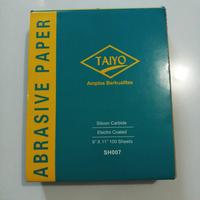 ABRASIVE PAPER
TAIYO
Amplas Berkualitas
Silicon Carbide
Electro Coated
9" X 11" 100 Sheets
SH007